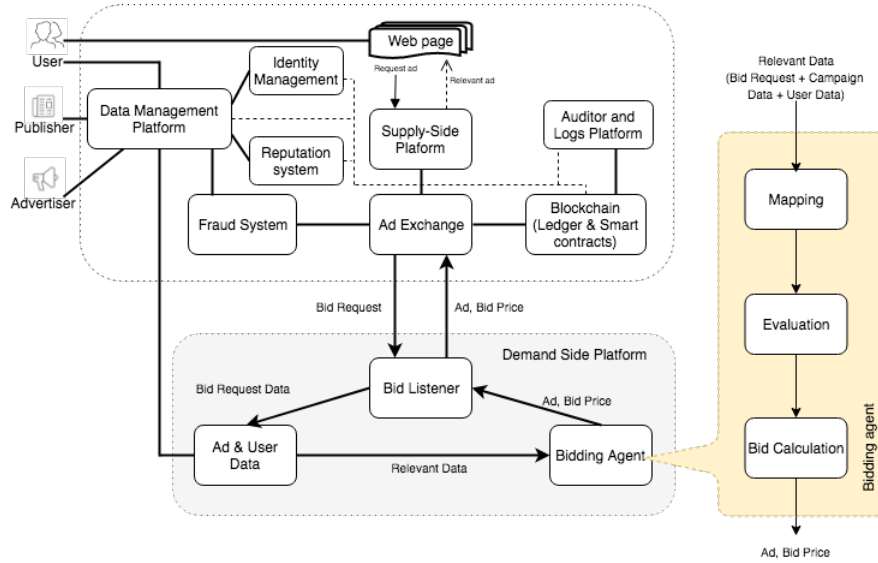 User
Publisher
Advertiser
Web page
Request ad
Relevant ad
Identity
Management
Data Management
Platform
Reputation
system
Supply-Side
Plaform
Auditor and
Logs Platform
Fraud System
Ad Exchange
Blockchain
(Ledger & Smart
contracts)
Bid Request
Ad, Bid Price
Demand Side Platform
Bid Listener
Bid Request Data
Ad, Bid Price
Ad & User
Data
Relevant Data
Bidding Agent
Relevant Data
(Bid Request + Campaign
Data + User Data)
Mapping
Evaluation
Bid Calculation
Bidding agent
Ad, Bid Price